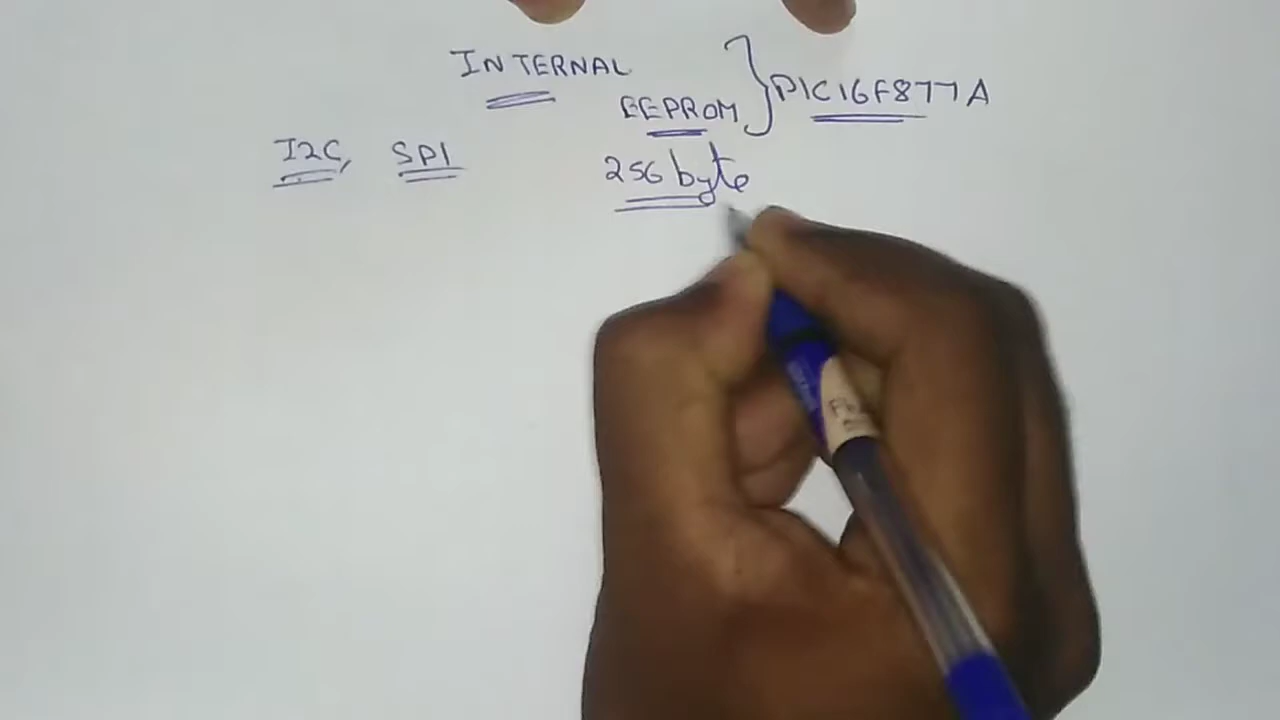 INTERNAL
EEPROM } PIC16F877A
I2C, SPI
256 byte